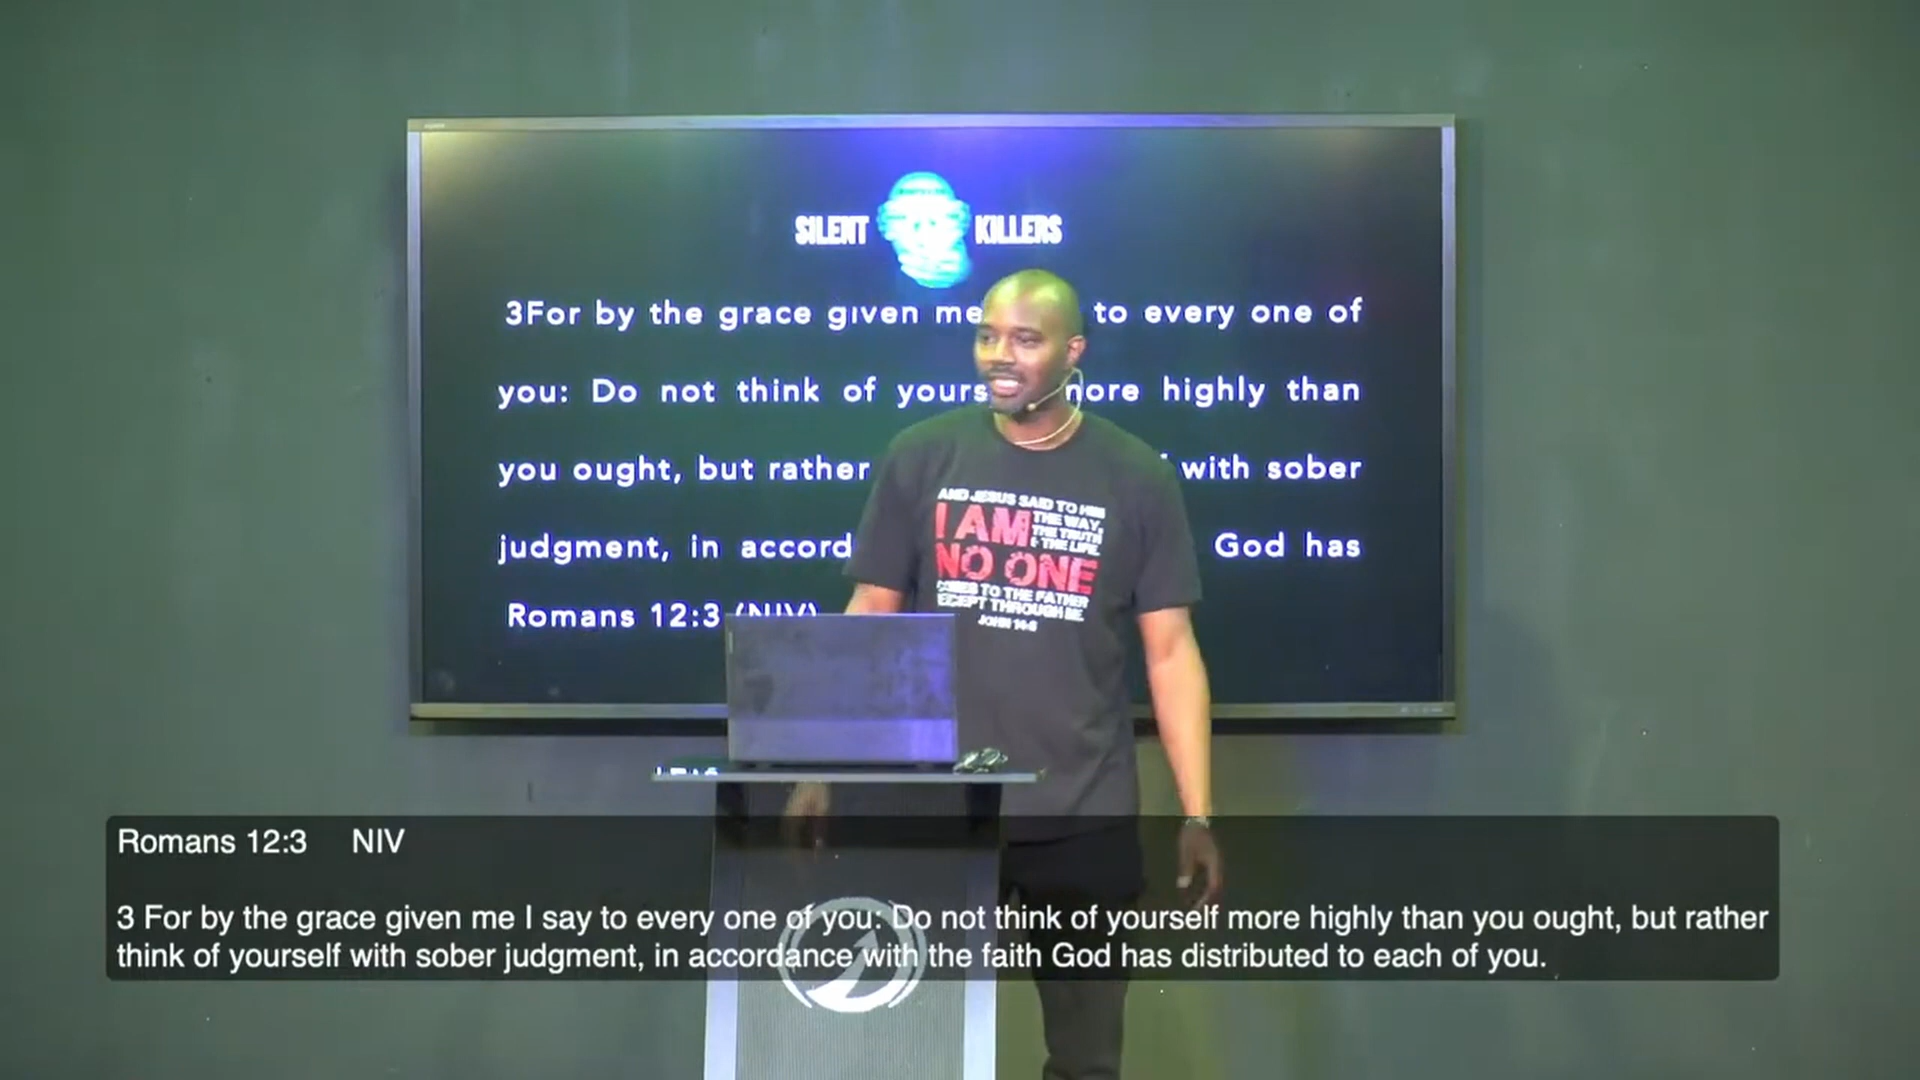 SILENT KILLERS
3For by the grace given me to every one of
you: Do not think of yours more highly than
you ought, but rather with sober
judgment, in accord God has
Romans 12:3 (NIV)
AND JESUS SAID TO HIM
I AM THE WAY,
THE TRUTH
& THE LIFE.
NO ONE
COMES TO THE FATHER
ECEPT THROUGH ME.
JOHN 14:6
Romans 12:3 NIV
3 For by the grace given me I say to every one of you: Do not think of yourself more highly than you ought, but rather
think of yourself with sober judgment, in accordance with the faith God has distributed to each of you.